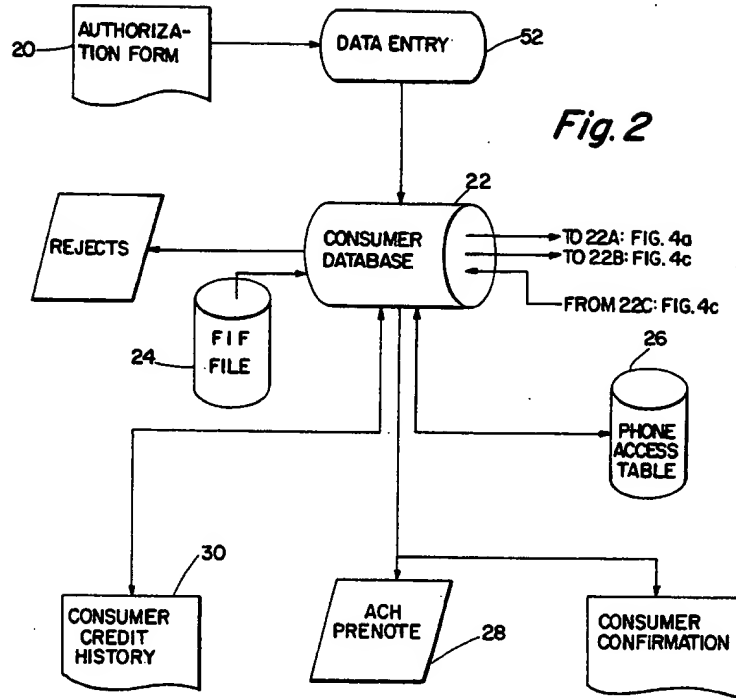 20
AUTHORIZA-
TION FORM
DATA ENTRY
52
Fig. 2
22
REJECTS
CONSUMER
DATABASE
TO 22A: FIG. 4a
TO 22B: FIG. 4c
FROM 22C: FIG. 4c
24
FIF
FILE
26
PHONE
ACCESS
TABLE
30
CONSUMER
CREDIT
HISTORY
ACH
PRENOTE
28
CONSUMER
CONFIRMATION